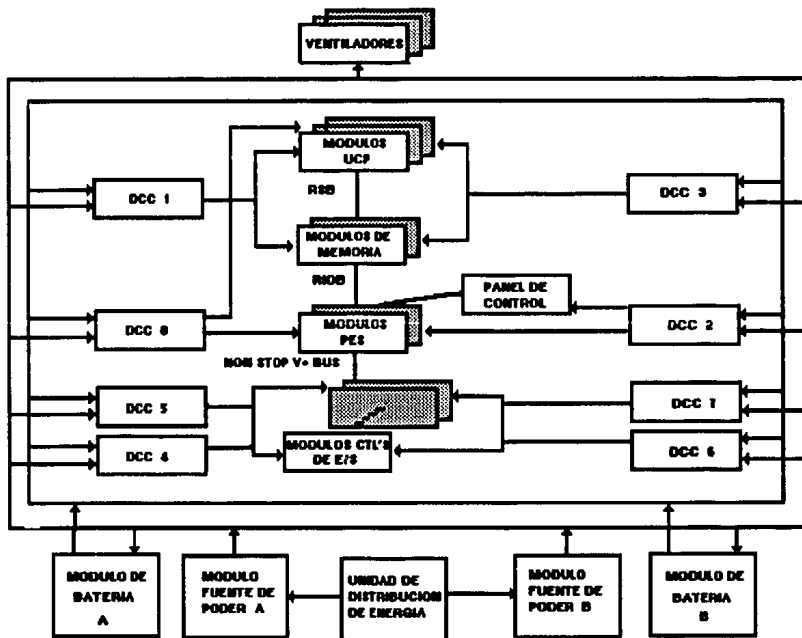 VENTILADORES
MODULOS
UCP
RSB
DCC 1
DCC 3
MODULOS DE
MEMORIA
RIOB
PANEL DE
CONTROL
DCC 0
MODULOS
PES
DCC 2
NON STOP V+ BUS
DCC 5
DCC 7
DCC 4
MODULOS CTL'S
DE E/S
DCC 6
MODULO DE
BATERIA
A
MODULO
FUENTE DE
PODER A
UNIDAD DE
DISTRIBUCION
DE ENERGIA
MODULO
FUENTE DE
PODER B
MODULO DE
BATERIA
B